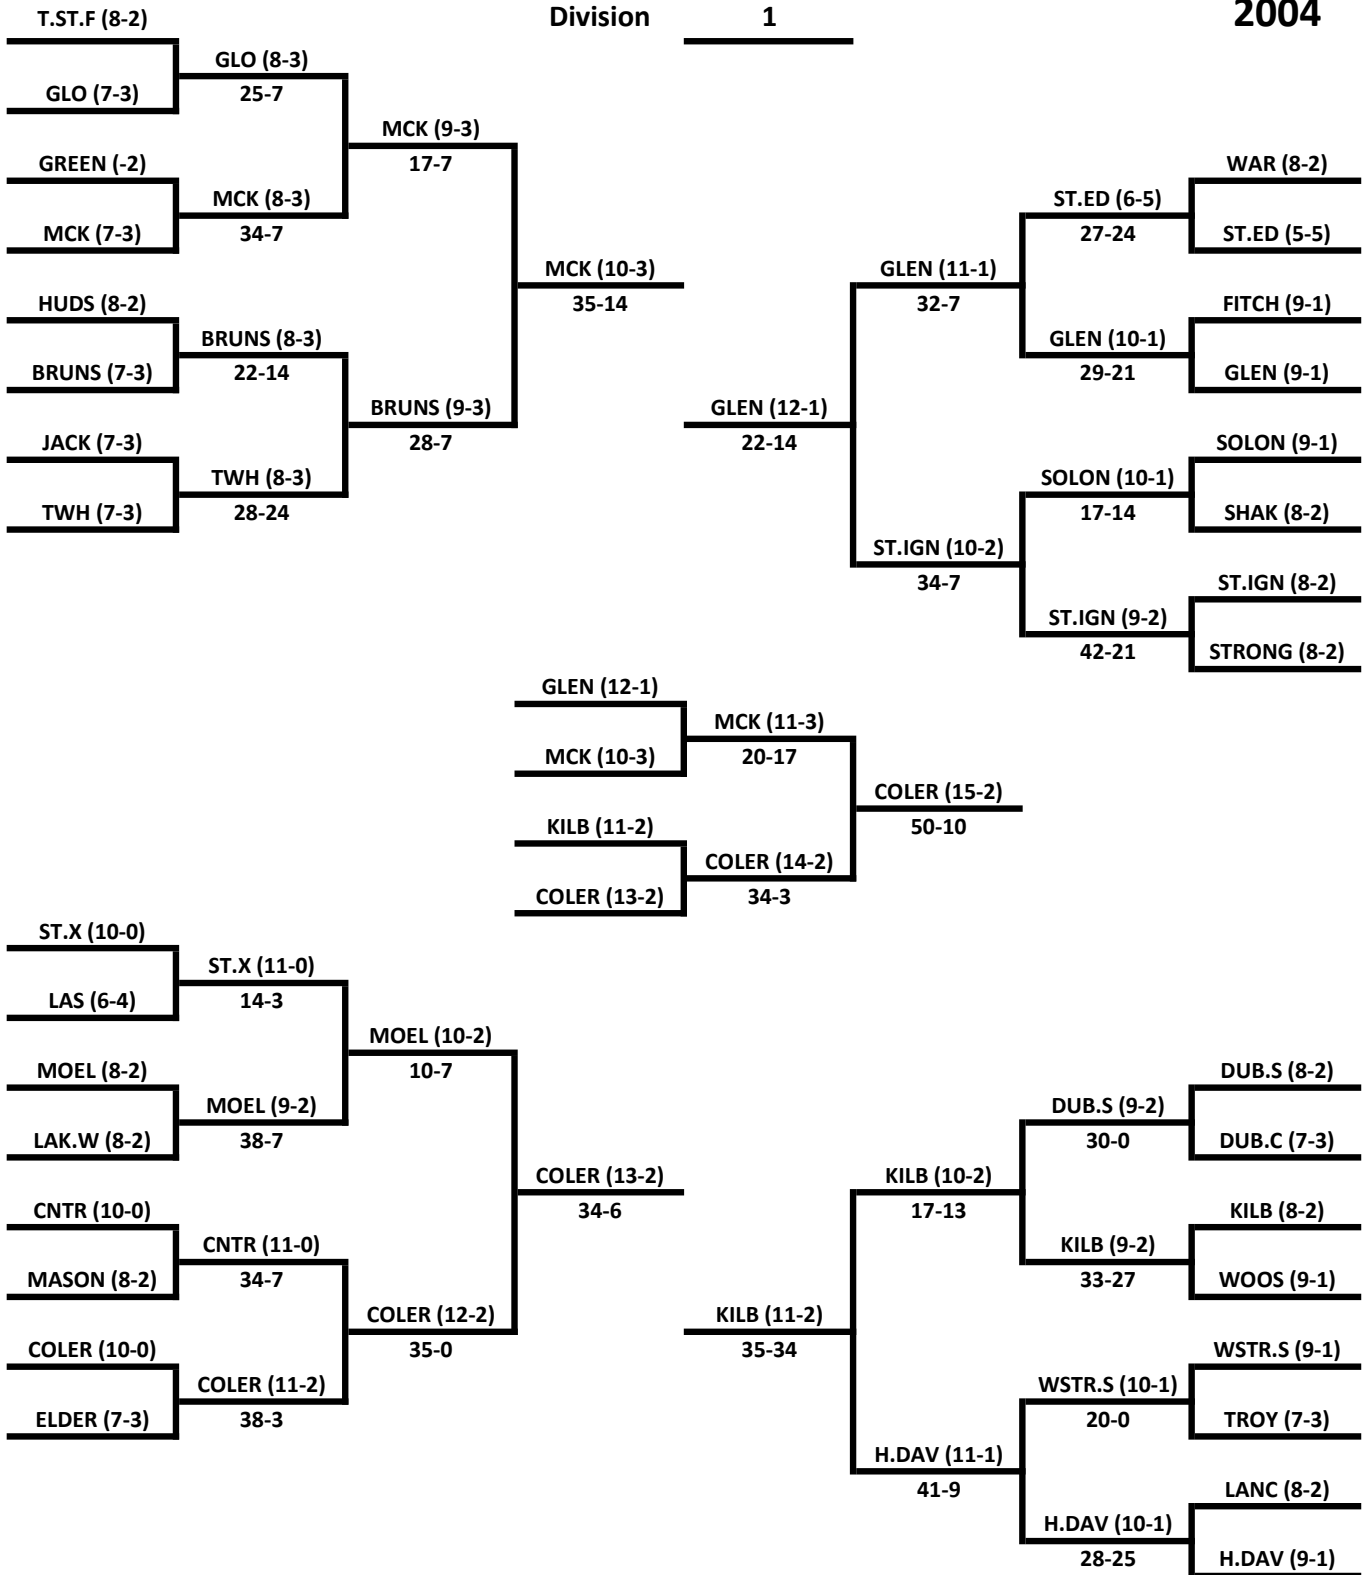 T.ST.F (8-2)
Division 1
2004
GLO (8-3)
GLO (7-3)
25-7
MCK (9-3)
GREEN (-2)
17-7
WAR (8-2)
MCK (8-3)
ST.ED (6-5)
MCK (7-3)
34-7
27-24
ST.ED (5-5)
MCK (10-3)
GLEN (11-1)
HUDS (8-2)
35-14
32-7
FITCH (9-1)
BRUNS (8-3)
GLEN (10-1)
BRUNS (7-3)
22-14
29-21
GLEN (9-1)
BRUNS (9-3)
GLEN (12-1)
JACK (7-3)
28-7
22-14
SOLON (9-1)
TWH (8-3)
SOLON (10-1)
TWH (7-3)
28-24
17-14
SHAK (8-2)
ST.IGN (10-2)
34-7
ST.IGN (8-2)
ST.IGN (9-2)
42-21
STRONG (8-2)
GLEN (12-1)
MCK (11-3)
MCK (10-3)
20-17
COLER (15-2)
KILB (11-2)
50-10
COLER (14-2)
COLER (13-2)
34-3
ST.X (10-0)
ST.X (11-0)
LAS (6-4)
14-3
MOEL (10-2)
MOEL (8-2)
10-7
DUB.S (8-2)
MOEL (9-2)
DUB.S (9-2)
LAK.W (8-2)
38-7
30-0
DUB.C (7-3)
COLER (13-2)
KILB (10-2)
CNTR (10-0)
34-6
17-13
KILB (8-2)
CNTR (11-0)
KILB (9-2)
MASON (8-2)
34-7
33-27
WOOS (9-1)
COLER (12-2)
KILB (11-2)
COLER (10-0)
35-0
35-34
WSTR.S (9-1)
COLER (11-2)
WSTR.S (10-1)
ELDER (7-3)
38-3
20-0
TROY (7-3)
H.DAV (11-1)
41-9
LANC (8-2)
H.DAV (10-1)
28-25
H.DAV (9-1)